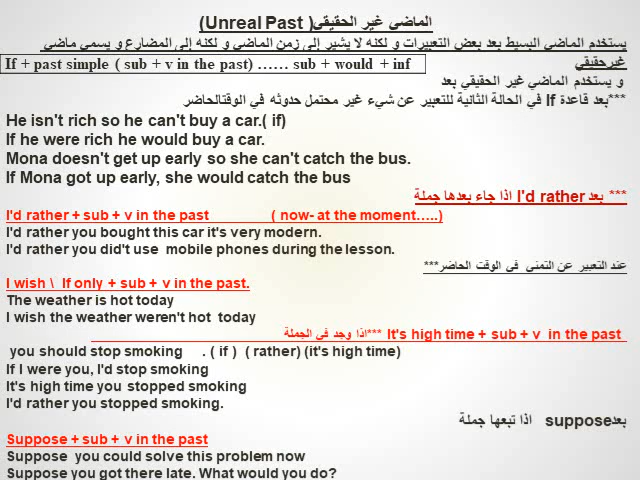 الماضي غير الحقيقي( Unreal Past)
يستخدم الماضي البسيط بعد بعض التعبيرات و لكنه لا يشير إلى زمن الماضي و لكنه إلى المضارع و يسمي ماضي
غير حقيقي
If + past simple ( sub + v in the past) …… sub + would + inf
و يستخدم الماضي غير الحقيقي بعد
***بعد قاعدة If في الحالة الثانية للتعبير عن شيء غير محتمل حدوثه في الوقتالحاضر
He isn't rich so he can't buy a car.( if)
If he were rich he would buy a car.
Mona doesn't get up early so she can't catch the bus.
If Mona got up early, she would catch the bus
*** بعد I'd rather اذا جاء بعدها جملة
I'd rather + sub + v in the past ( now- at the moment…..)
I'd rather you bought this car it's very modern.
I'd rather you did't use mobile phones during the lesson.
عند التعبير عن التمنى في الوقت الحاضر***
I wish \ If only + sub + v in the past.
The weather is hot today
I wish the weather weren't hot today
It's high time + sub + v in the past ***اذا وجد في الجملة
you should stop smoking . ( if ) ( rather) (it's high time)
If I were you, I'd stop smoking
It's high time you stopped smoking
I'd rather you stopped smoking.
بعدsuppose اذا تبعها جملة
Suppose + sub + v in the past
Suppose you could solve this problem now
Suppose you got there late. What would you do?